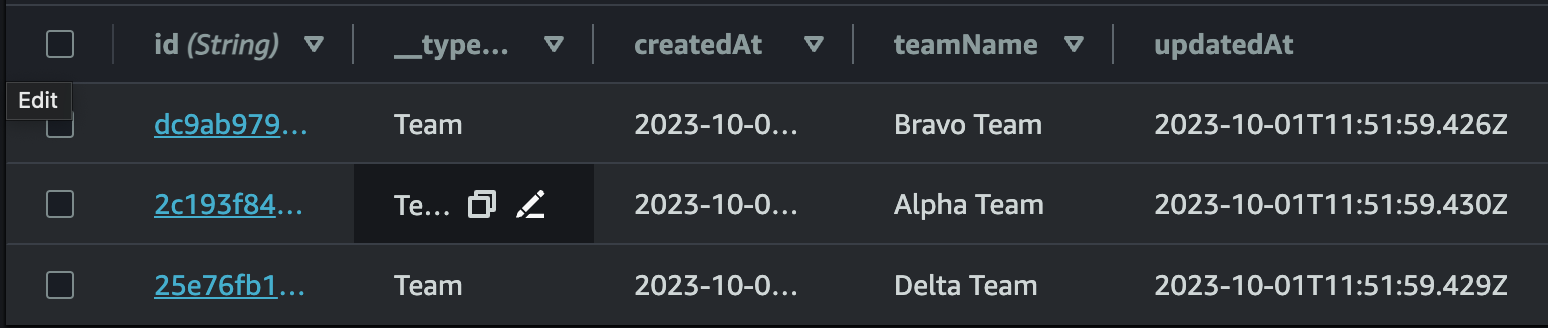 id (String) __type... createdAt teamName updatedAt
Edit
dc9ab979... Team 2023-10-0... Bravo Team 2023-10-01T11:51:59.426Z
2c193f84... Te... 2023-10-0... Alpha Team 2023-10-01T11:51:59.430Z
25e76fb1... Team 2023-10-0... Delta Team 2023-10-01T11:51:59.429Z